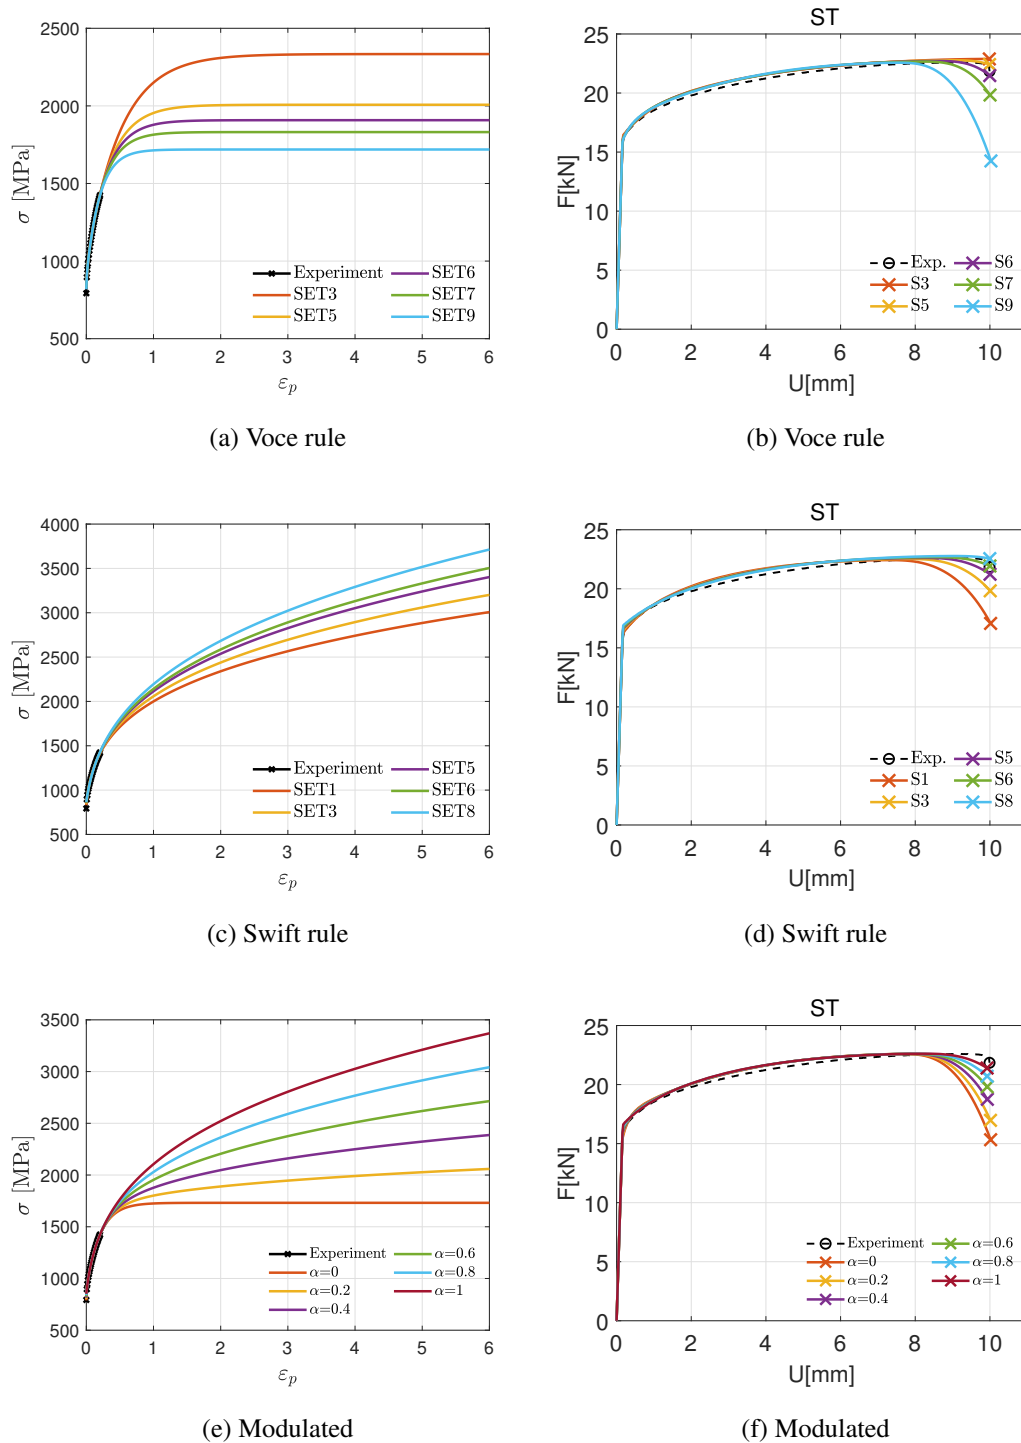 2500
2000
1500
1000
500
σ [MPa]
Experiment
SET3
SET5
SET6
SET7
SET9
0 1 2 3 4 5 6
ε_p
(a) Voce rule
ST
25
20
15
10
5
0
F[kN]
Exp.
S3
S5
S6
S7
S9
0 2 4 6 8 10
U[mm]
(b) Voce rule
4000
3500
3000
2500
2000
1500
1000
500
σ [MPa]
Experiment
SET1
SET3
SET5
SET6
SET8
0 1 2 3 4 5 6
ε_p
(c) Swift rule
ST
25
20
15
10
5
0
F[kN]
Exp.
S1
S3
S5
S6
S8
0 2 4 6 8 10
U[mm]
(d) Swift rule
3500
3000
2500
2000
1500
1000
500
σ [MPa]
Experiment
α=0
α=0.2
α=0.4
α=0.6
α=0.8
α=1
0 1 2 3 4 5 6
ε_p
(e) Modulated
ST
25
20
15
10
5
0
F[kN]
Experiment
α=0
α=0.2
α=0.4
α=0.6
α=0.8
α=1
0 2 4 6 8 10
U[mm]
(f) Modulated